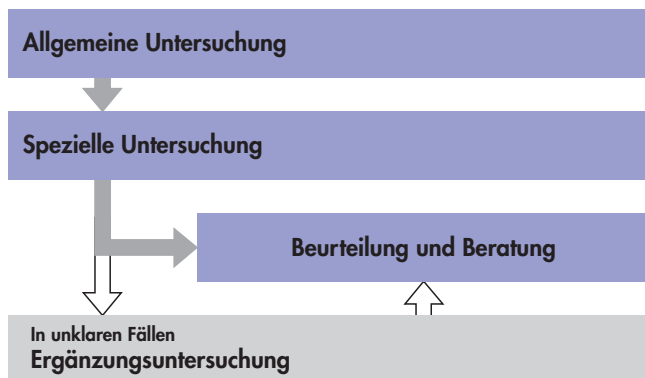 Allgemeine Untersuchung
Spezielle Untersuchung
Beurteilung und Beratung
In unklaren Fällen
Ergänzungsuntersuchung